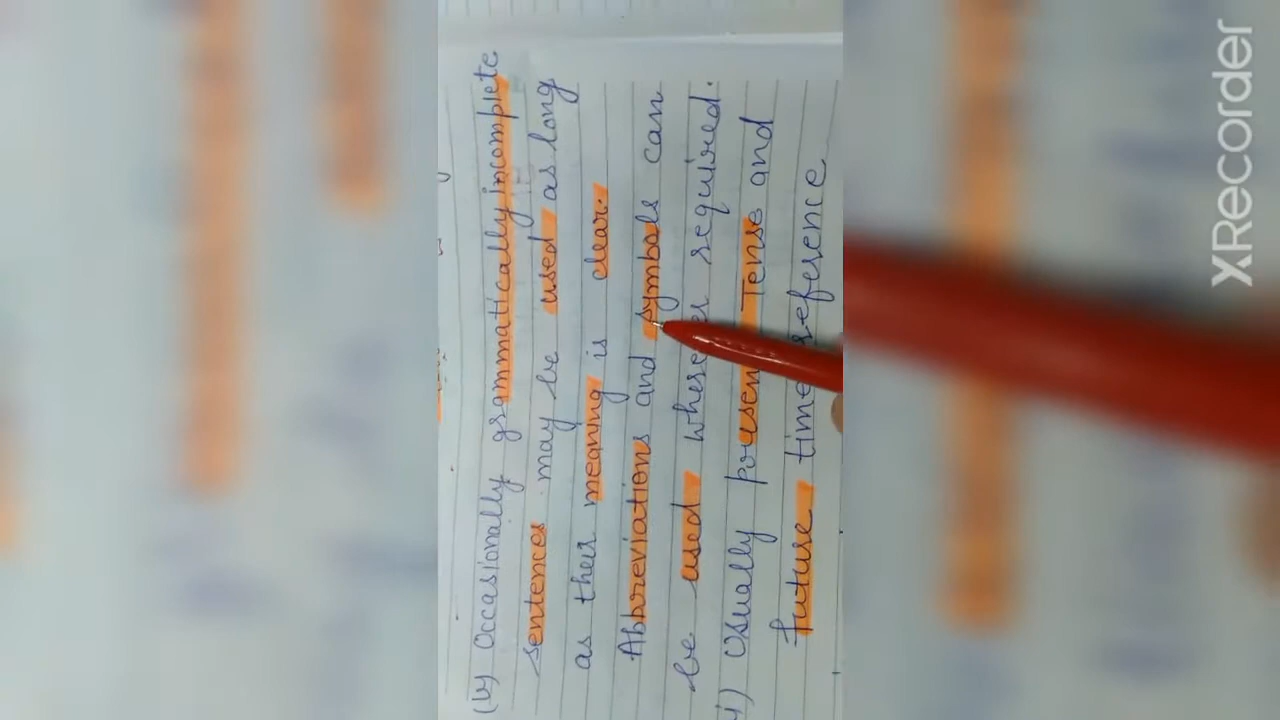 (b) Occasionally grammatically incomplete
sentences may be used as long
as their meaning is clear.
Abbreviations and symbols can
be used wherever required.
i) Usually present Tense and
future time reference
XRecorder